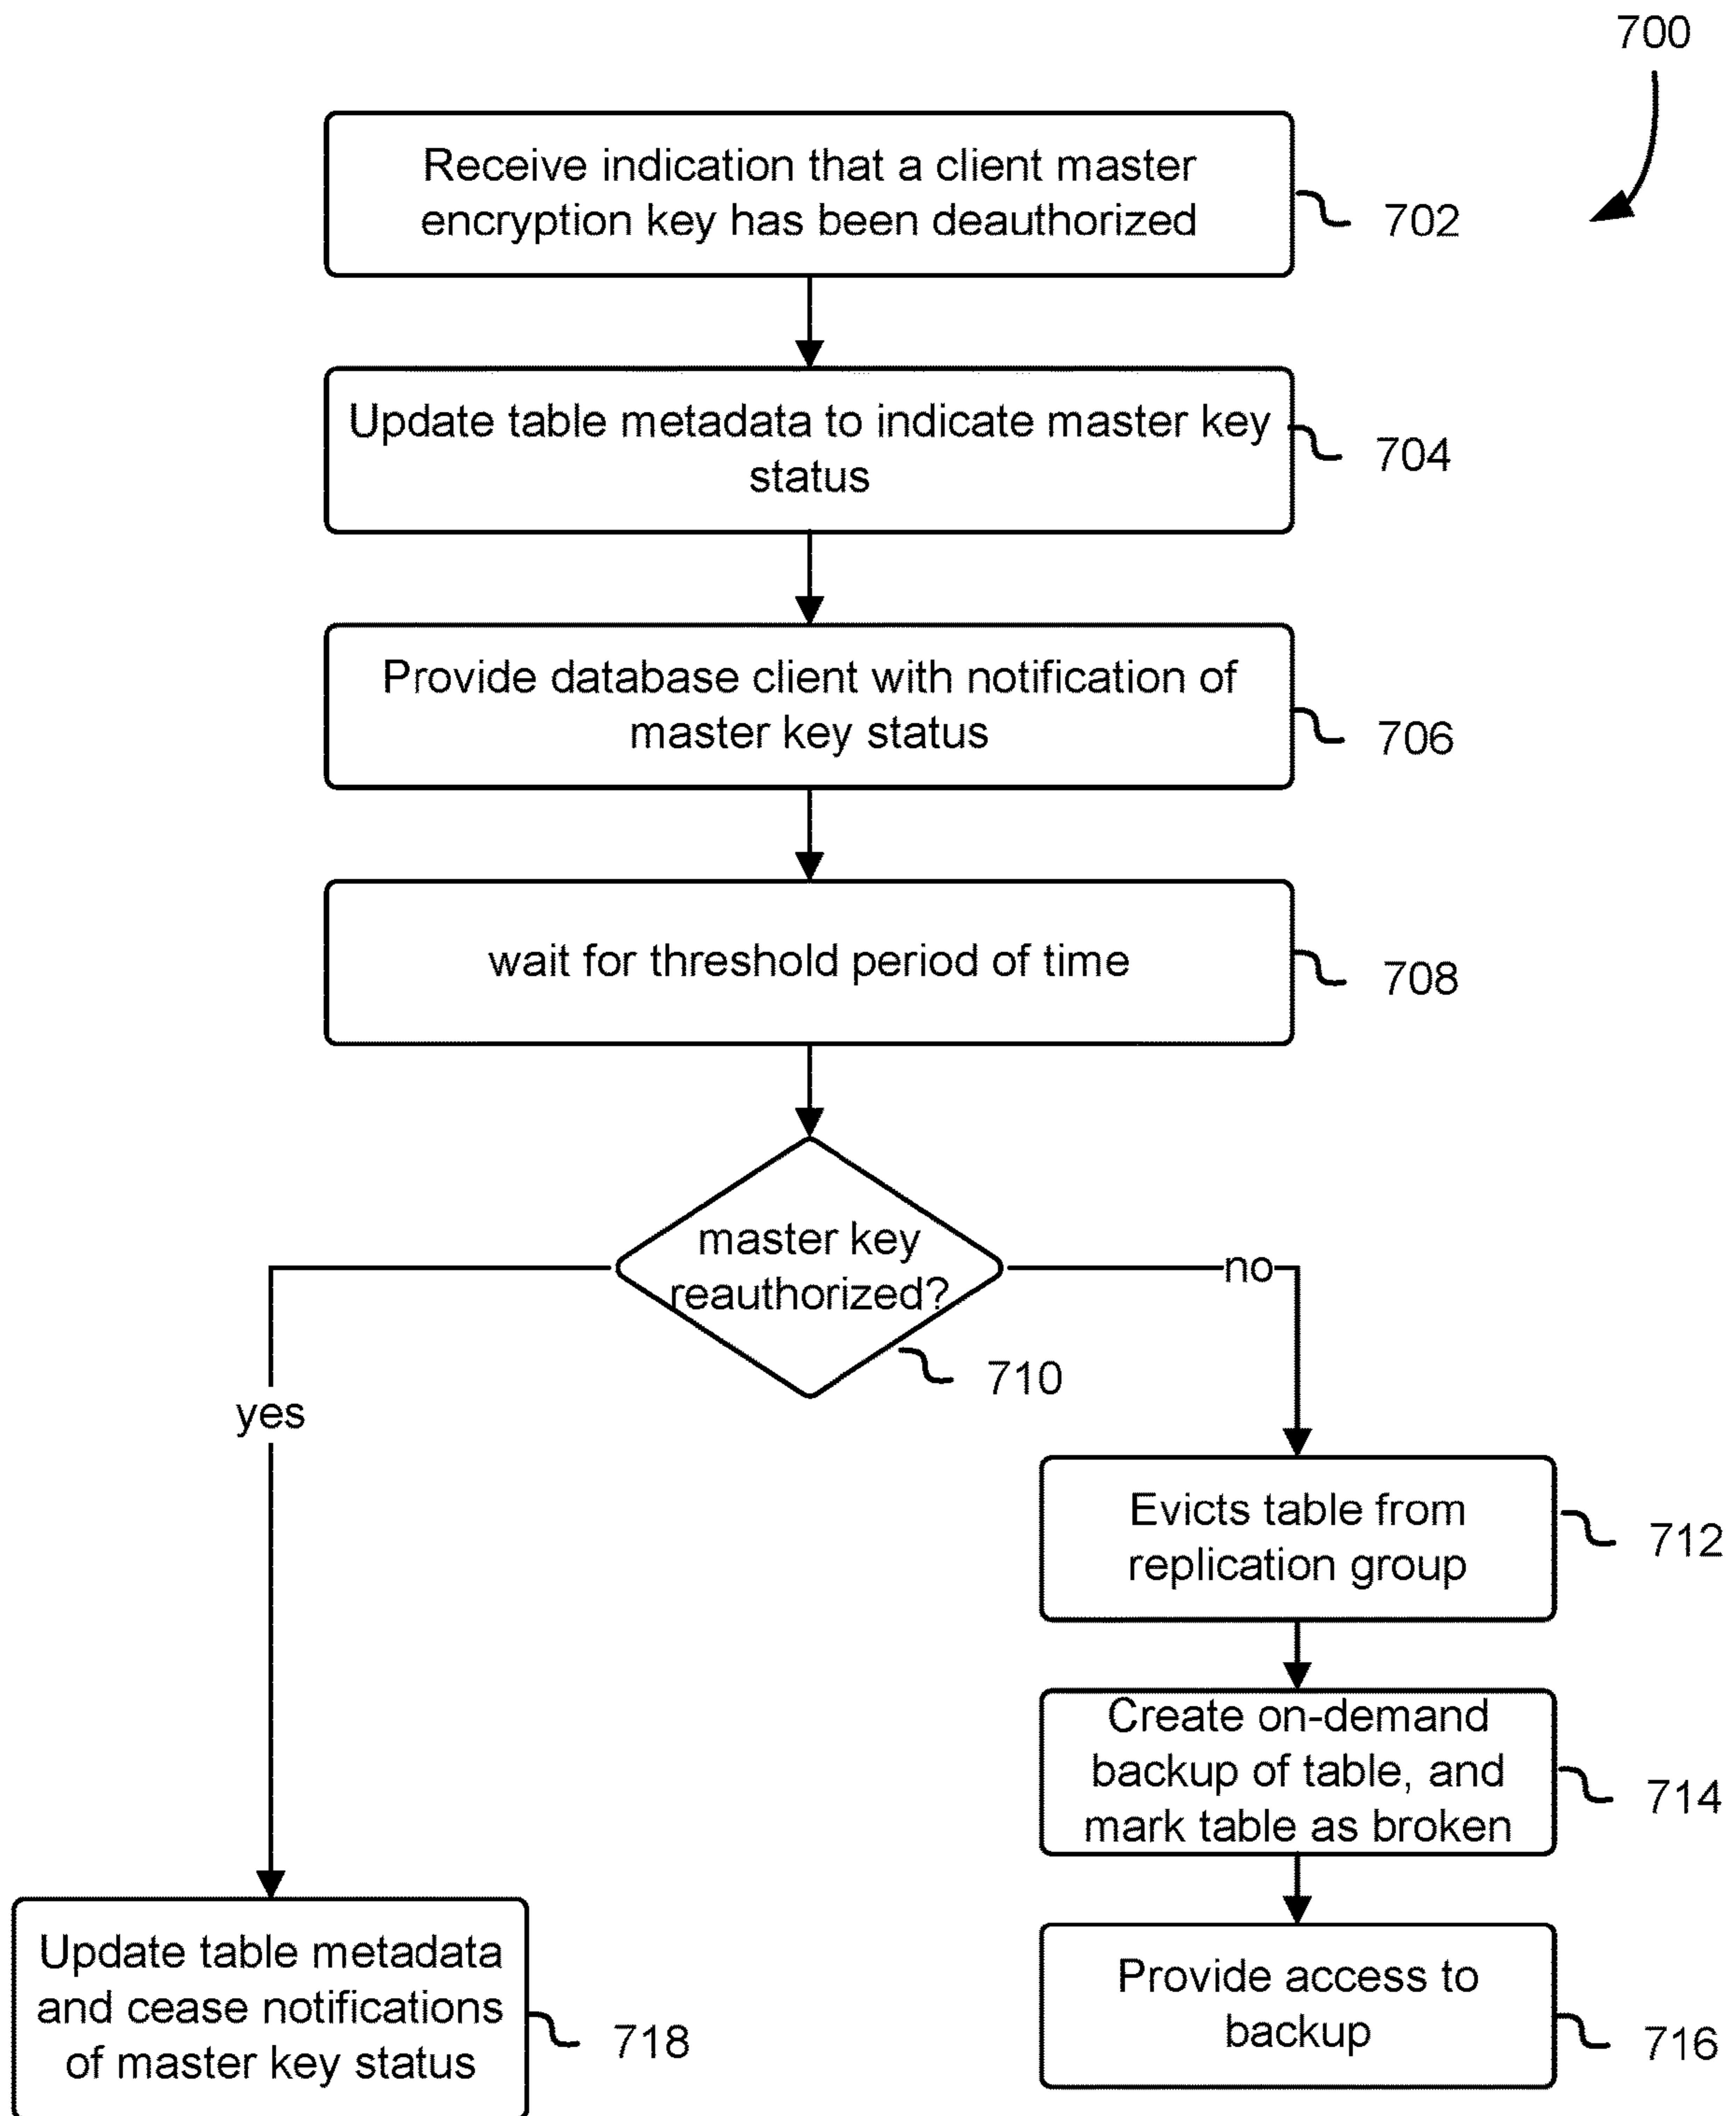 700
Receive indication that a client master
encryption key has been deauthorized
702
Update table metadata to indicate master key
status
704
Provide database client with notification of
master key status
706
wait for threshold period of time
708
master key
reauthorized?
710
no
yes
Evicts table from
replication group
712
Create on-demand
backup of table, and
mark table as broken
714
Provide access to
backup
716
Update table metadata
and cease notifications
of master key status
718